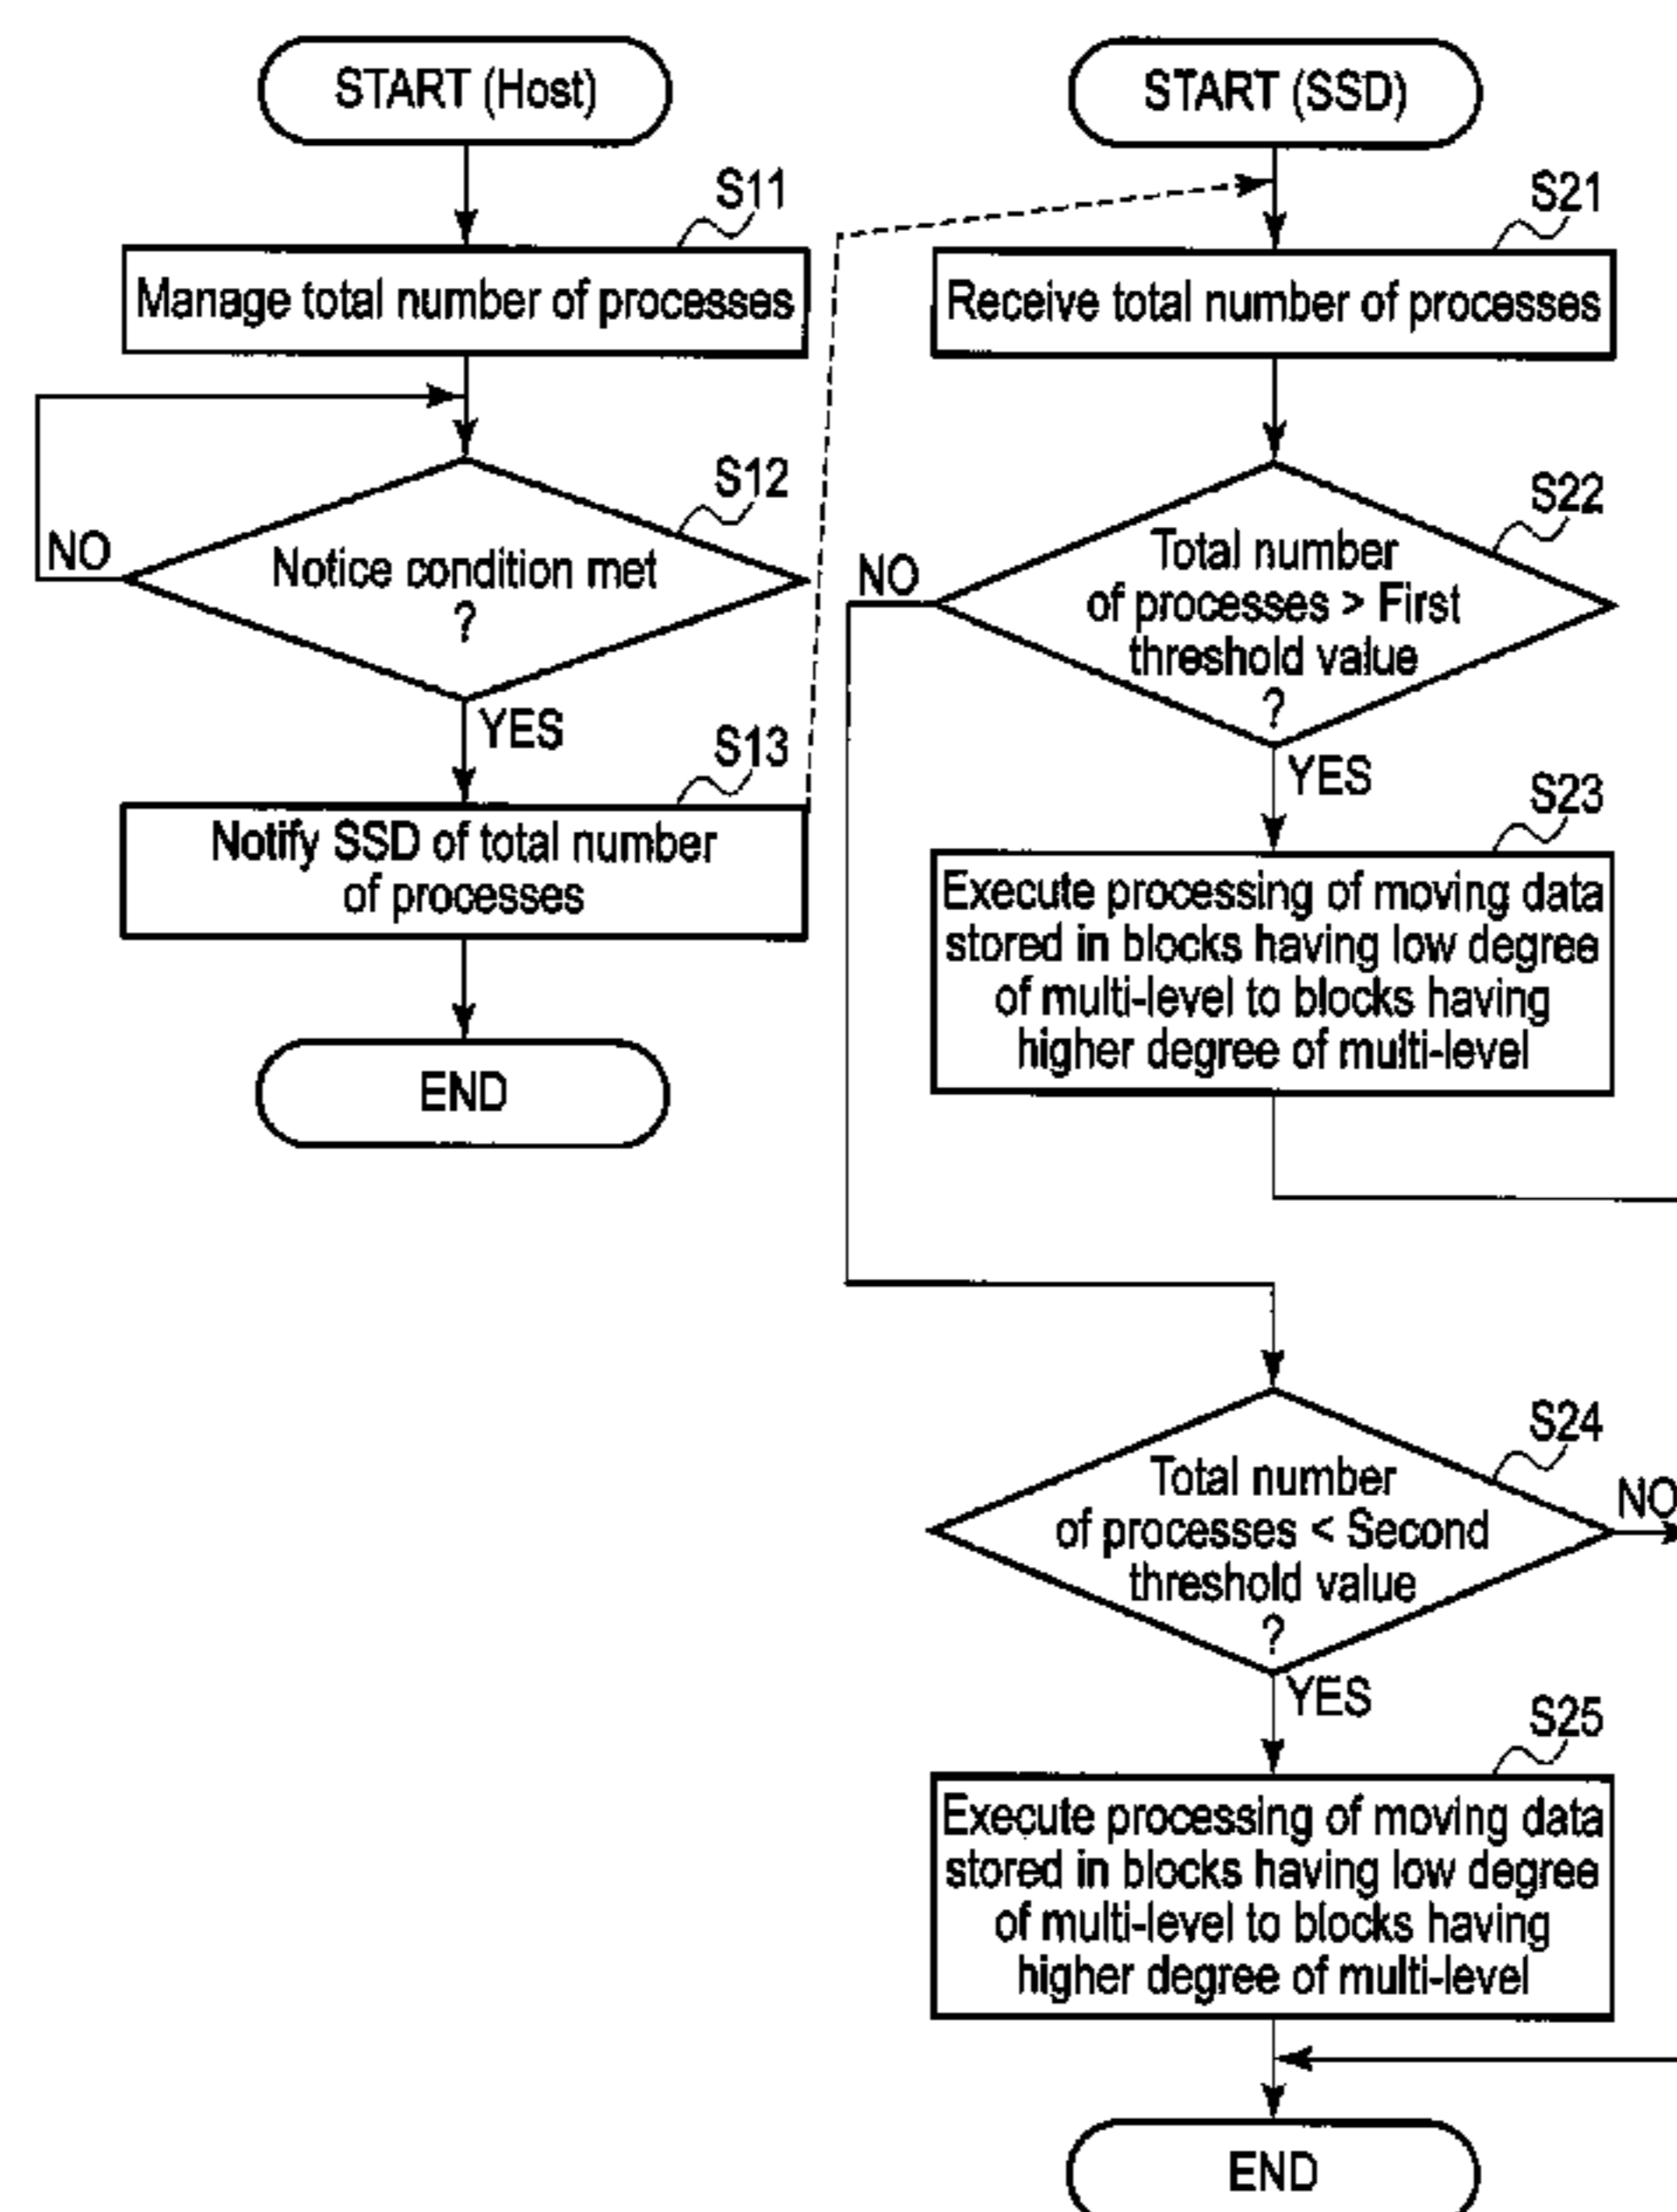 START (Host)
S11
Manage total number of processes
S12
Notice condition met
?
NO
YES
S13
Notify SSD of total number
of processes
END
START (SSD)
S21
Receive total number of processes
S22
Total number
of processes > First
threshold value
?
NO
YES
S23
Execute processing of moving data
stored in blocks having low degree
of multi-level to blocks having
higher degree of multi-level
S24
Total number
of processes < Second
threshold value
?
NO
YES
S25
Execute processing of moving data
stored in blocks having low degree
of multi-level to blocks having
higher degree of multi-level
END